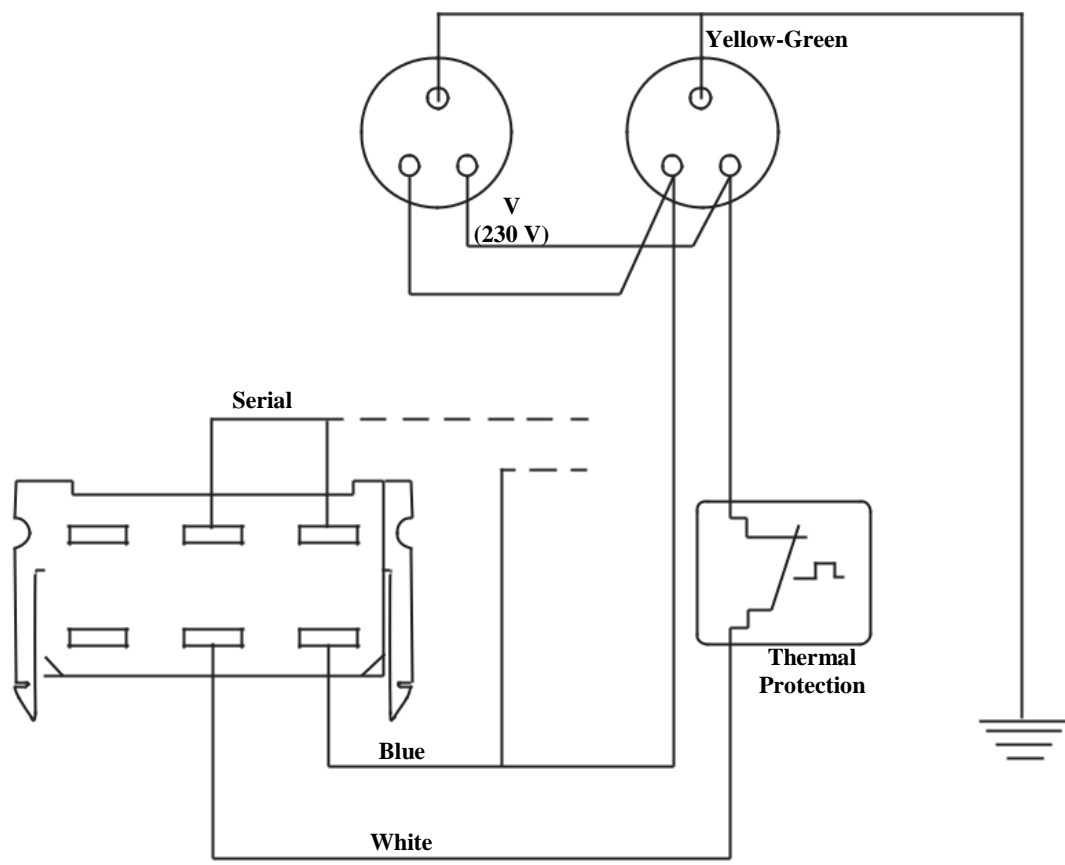 Yellow-Green
V
(230 V)
Serial
Thermal
Protection
Blue
White